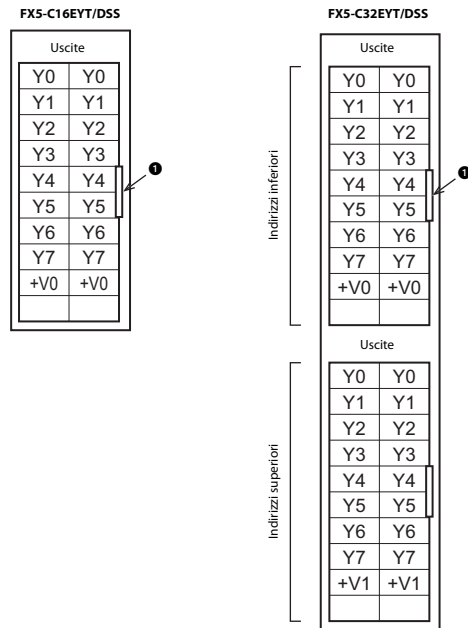 FX5-C16EYT/DSS
Uscite
Y0 Y0
Y1 Y1
Y2 Y2
Y3 Y3
Y4 Y4
Y5 Y5
Y6 Y6
Y7 Y7
+V0 +V0
❶
FX5-C32EYT/DSS
Indirizzi inferiori
Uscite
Y0 Y0
Y1 Y1
Y2 Y2
Y3 Y3
Y4 Y4
Y5 Y5
Y6 Y6
Y7 Y7
+V0 +V0
❶
Indirizzi superiori
Uscite
Y0 Y0
Y1 Y1
Y2 Y2
Y3 Y3
Y4 Y4
Y5 Y5
Y6 Y6
Y7 Y7
+V1 +V1